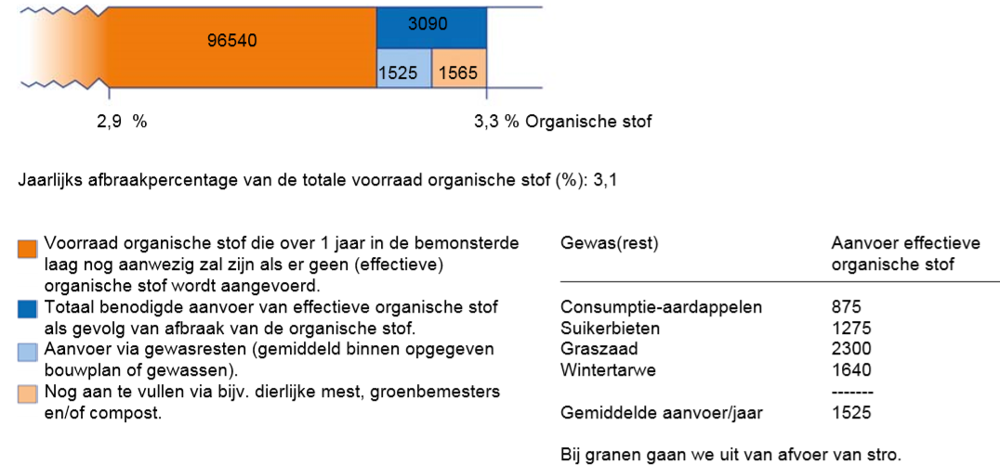 96540
3090
1525
1565
2,9 %
3,3 % Organische stof
Jaarlijks afbraakpercentage van de totale voorraad organische stof (%): 3,1
Voorraad organische stof die over 1 jaar in de bemonsterde
laag nog aanwezig zal zijn als er geen (effectieve)
organische stof wordt aangevoerd.
Totaal benodigde aanvoer van effectieve organische stof
als gevolg van afbraak van de organische stof.
Aanvoer via gewasresten (gemiddeld binnen opgegeven
bouwplan of gewassen).
Nog aan te vullen via bijv. dierlijke mest, groenbemesters
en/of compost.
Gewas(rest) Aanvoer effectieve
organische stof
Consumptie-aardappelen 875
Suikerbieten 1275
Graszaad 2300
Wintertarwe 1640
-------
Gemiddelde aanvoer/jaar 1525
Bij granen gaan we uit van afvoer van stro.